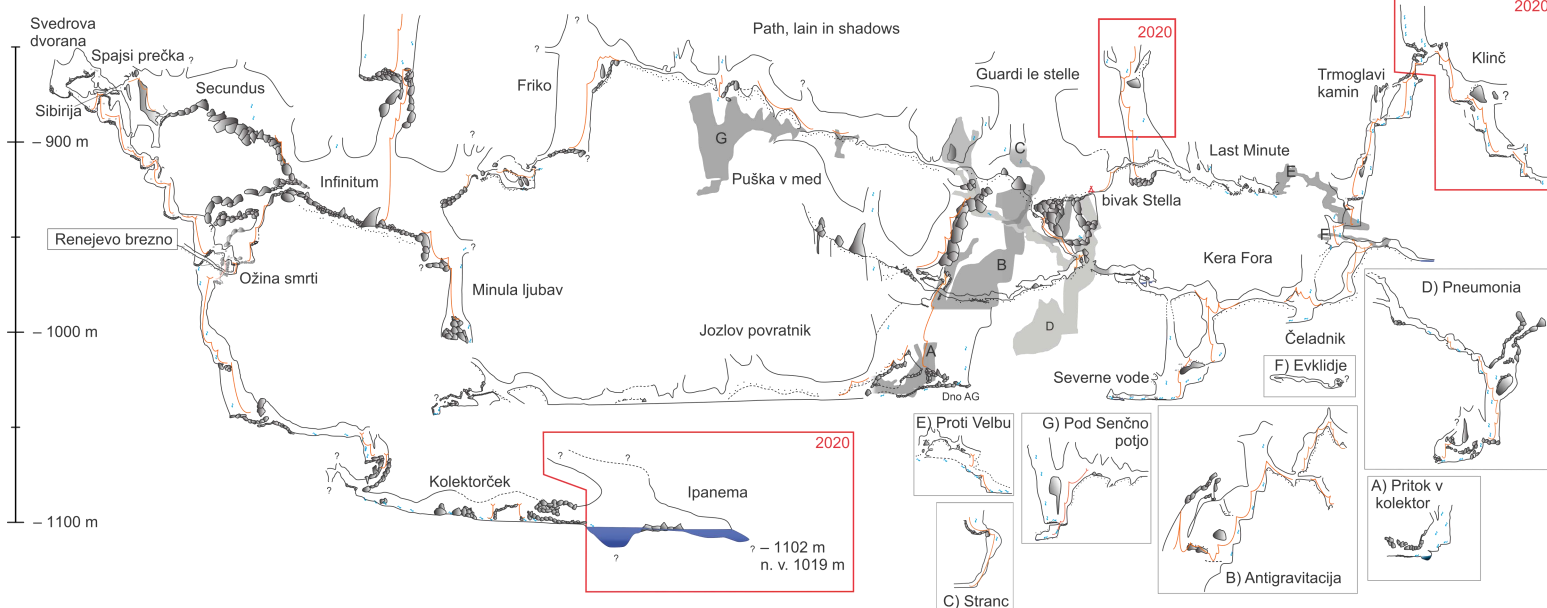 Svedrova
dvorana
Spajsi prečka
?
Secundus
Sibirija
– 900 m
Infinitum
Renejevo brezno
Ožina smrti
– 1000 m
?
?
Minula ljubav
?
?
Friko
?
Path, lain in shadows
G
Puška v med
Jozlov povratnik
Guardi le stelle
C
2020
bivak Stella
B
D
A
Dno AG
Last Minute
E
Trmoglavi
kamin
2020
Klinč
?
F
Kera Fora
Čeladnik
Severne vode
D) Pneumonia
?
F) Evklidje
?
E) Proti Velbu
G) Pod Senčno
potjo
A) Pritok v
kolektor
B) Antigravitacija
C) Stranc
?
?
Kolektorček
– 1100 m
2020
?
?
Ipanema
– 1102 m
n. v. 1019 m
?
?